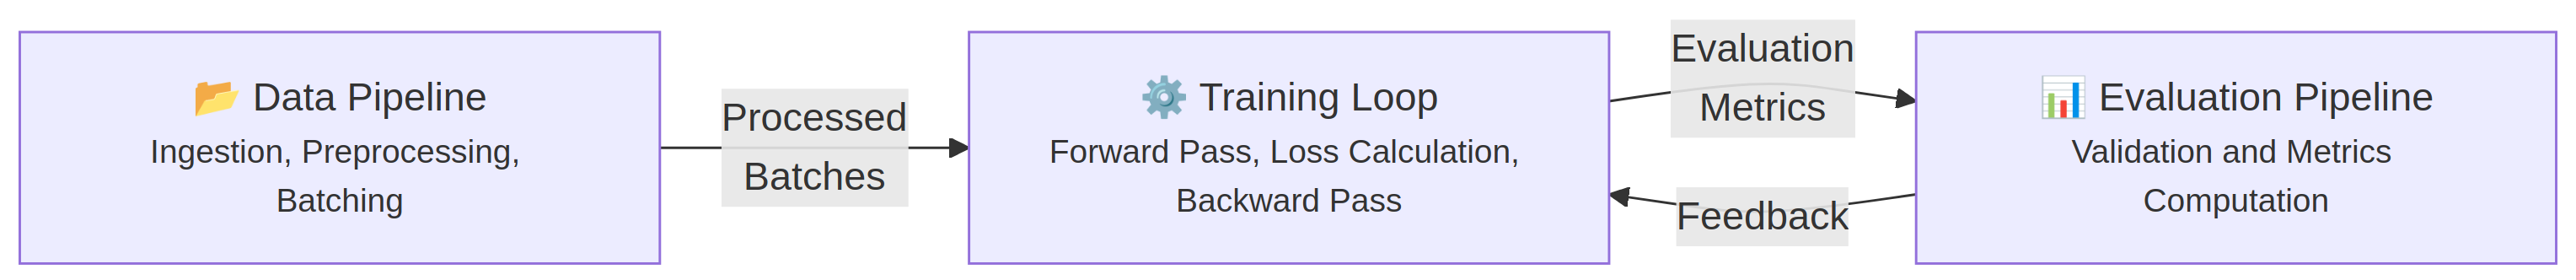 📂 Data Pipeline
Ingestion, Preprocessing,
Batching
Processed
Batches
⚙️ Training Loop
Forward Pass, Loss Calculation,
Backward Pass
Evaluation
Metrics
Feedback
📊 Evaluation Pipeline
Validation and Metrics
Computation